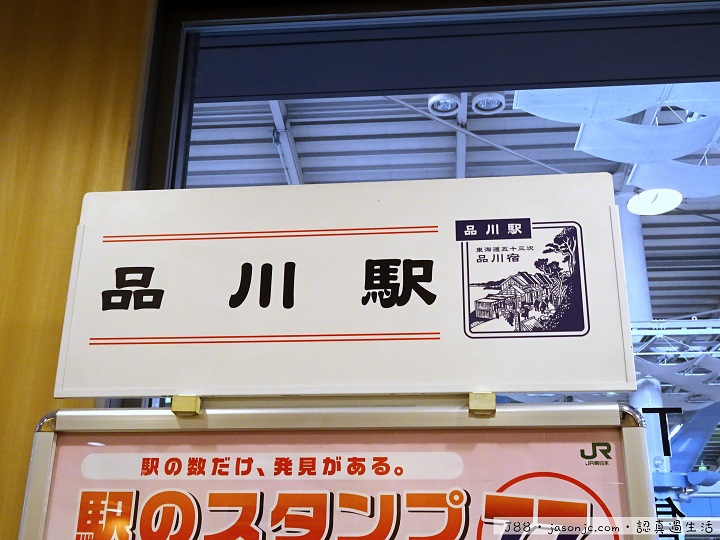 品川駅
品川駅
東海道五十三次
品川宿
駅の数だけ、発見がある。
JR
JR東日本
駅のスタンプ 77
J88・jasonjc.com・認真過生活